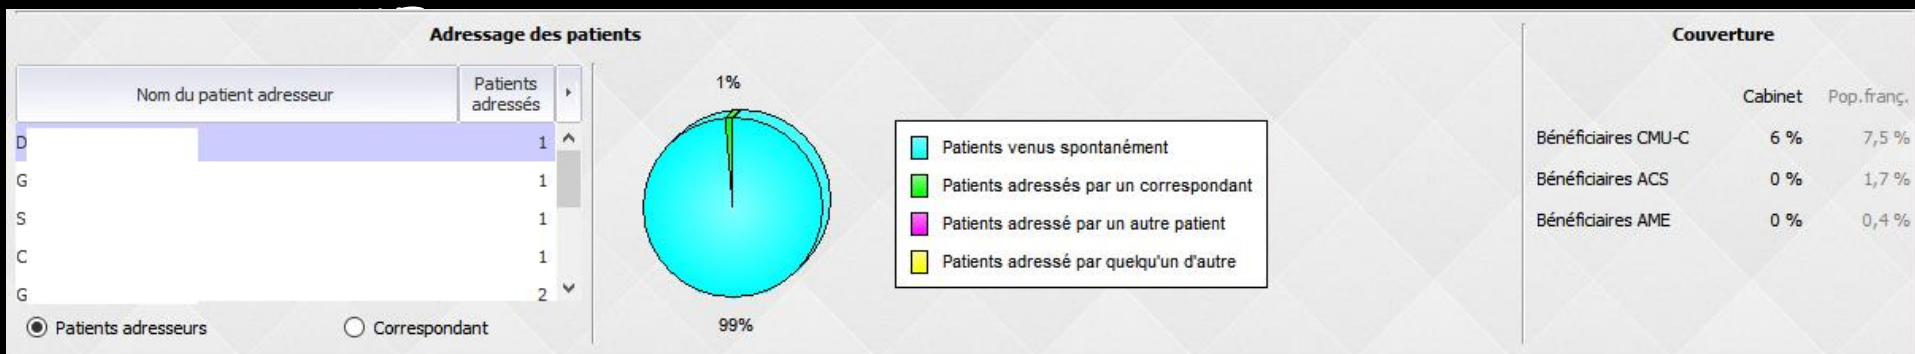 Adressage des patients
Nom du patient adresseur
Patients adressés
D 1
G 1
S 1
C 1
G 2
Patients adresseurs
Correspondant
1%
99%
Patients venus spontanément
Patients adressés par un correspondant
Patients adressé par un autre patient
Patients adressé par quelqu'un d'autre
Couverture
Cabinet Pop.franç.
Bénéficiaires CMU-C 6 % 7,5 %
Bénéficiaires ACS 0 % 1,7 %
Bénéficiaires AME 0 % 0,4 %